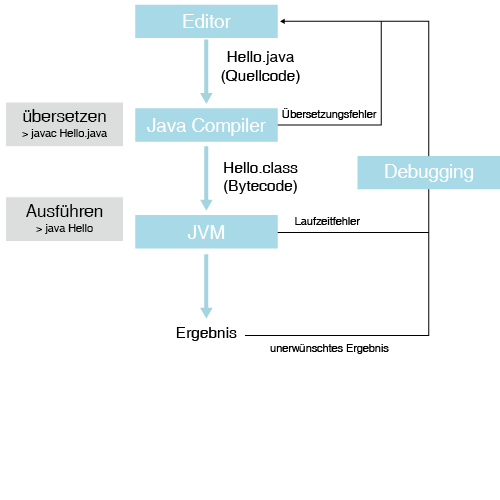 Editor
Hello.java
(Quellcode)
übersetzen
> javac Hello.java
Java Compiler
Übersetzungsfehler
Hello.class
(Bytecode)
Debugging
Ausführen
> java Hello
JVM
Laufzeitfehler
Ergebnis
unerwünschtes Ergebnis